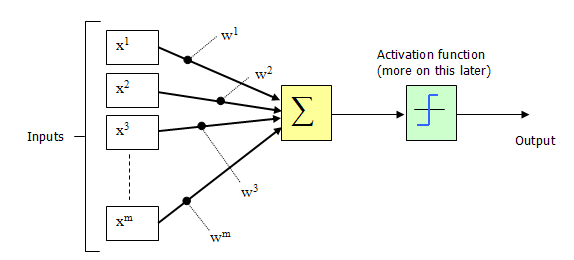 x¹
w¹
Activation function
(more on this later)
x²
w²
x³
Σ
Inputs
Output
w³
xᵐ
wᵐ